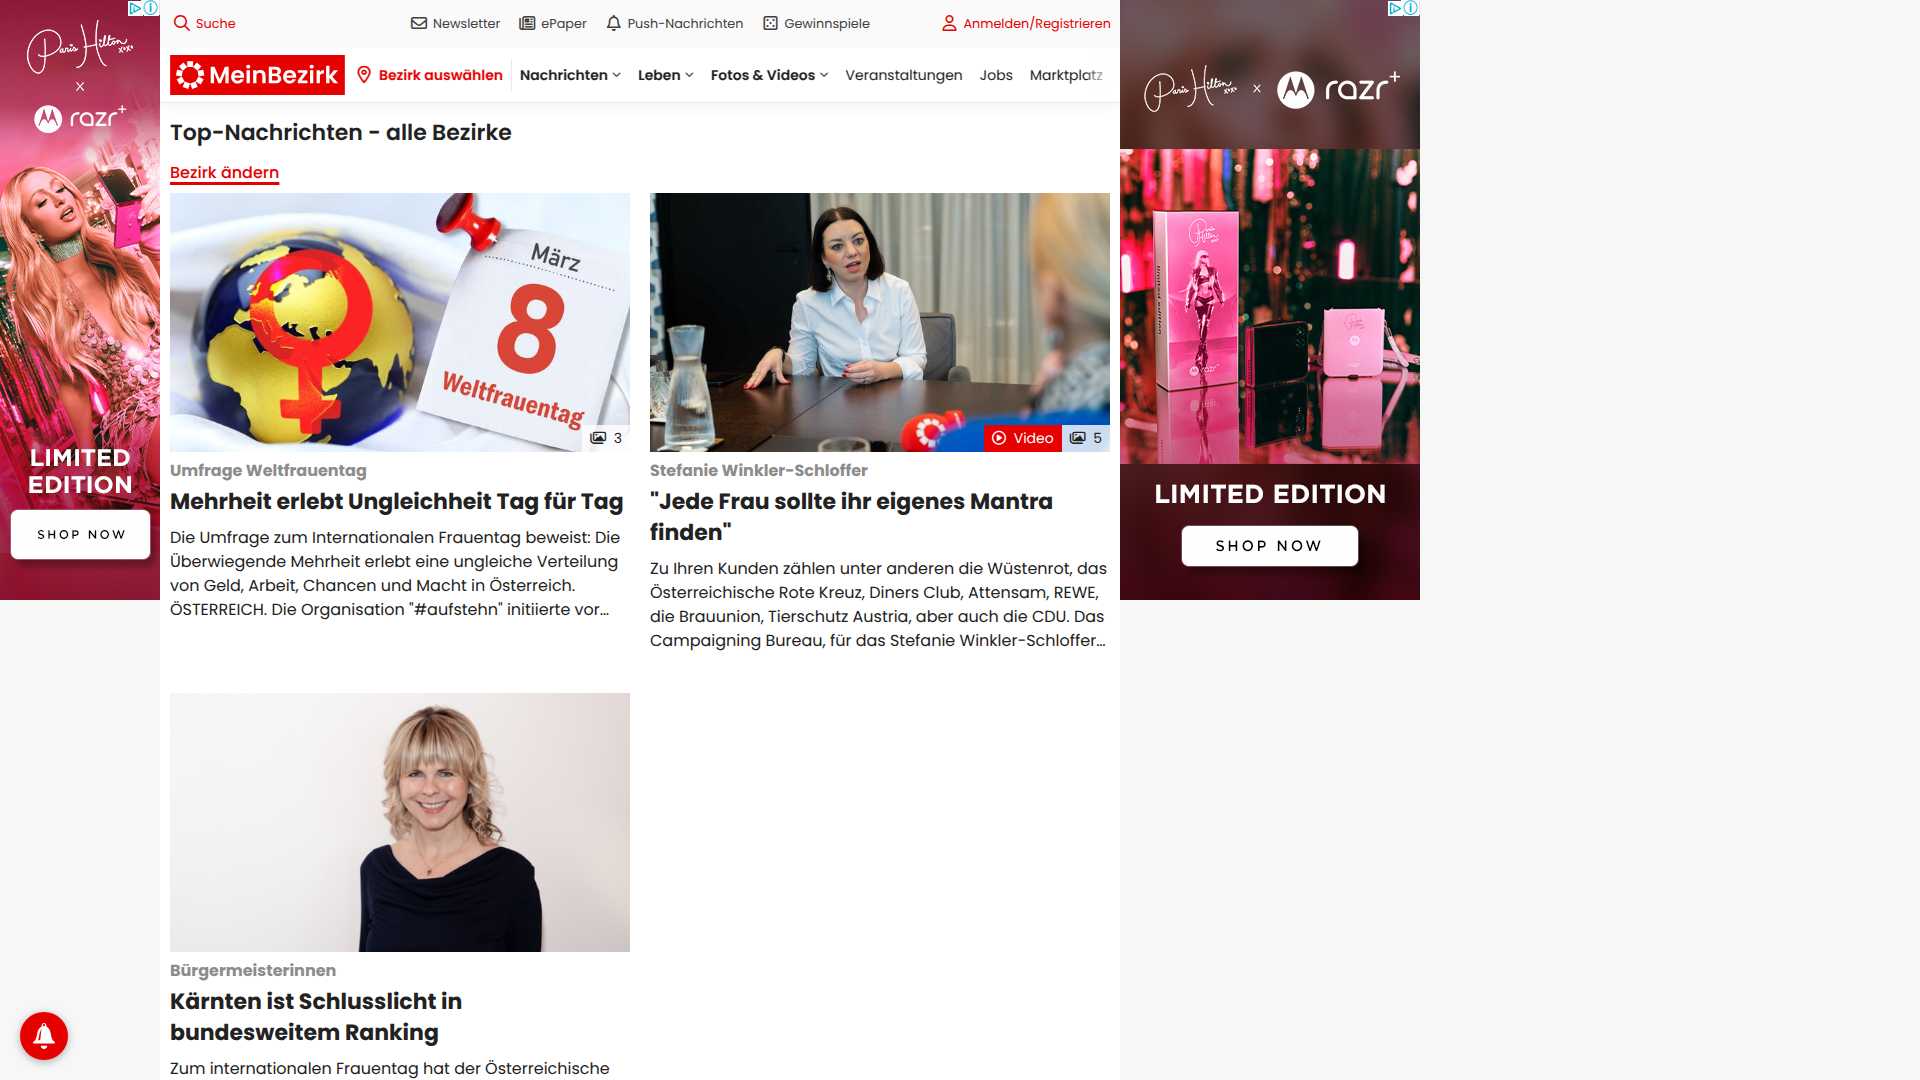 Suche
Newsletter
ePaper
Push-Nachrichten
Gewinnspiele
Anmelden/Registrieren
MeinBezirk
Bezirk auswählen
Nachrichten
Leben
Fotos & Videos
Veranstaltungen
Jobs
Marktplatz
Paris Hilton
xoxo
x
razr+
LIMITED
EDITION
SHOP NOW
Top-Nachrichten - alle Bezirke
Bezirk ändern
März
8
Weltfrauentag
3
Umfrage Weltfrauentag
Mehrheit erlebt Ungleichheit Tag für Tag
Die Umfrage zum Internationalen Frauentag beweist: Die
Überwiegende Mehrheit erlebt eine ungleiche Verteilung
von Geld, Arbeit, Chancen und Macht in Österreich.
ÖSTERREICH. Die Organisation "#aufstehn" initiierte vor...
Video
5
Stefanie Winkler-Schloffer
"Jede Frau sollte ihr eigenes Mantra
finden"
Zu Ihren Kunden zählen unter anderen die Wüstenrot, das
Österreichische Rote Kreuz, Diners Club, Attensam, REWE,
die Brauunion, Tierschutz Austria, aber auch die CDU. Das
Campaigning Bureau, für das Stefanie Winkler-Schloffer...
Bürgermeisterinnen
Kärnten ist Schlusslicht in
bundesweitem Ranking
Zum internationalen Frauentag hat der Österreichische
Paris Hilton
xoxo
x
razr+
razr+
LIMITED EDITION
SHOP NOW